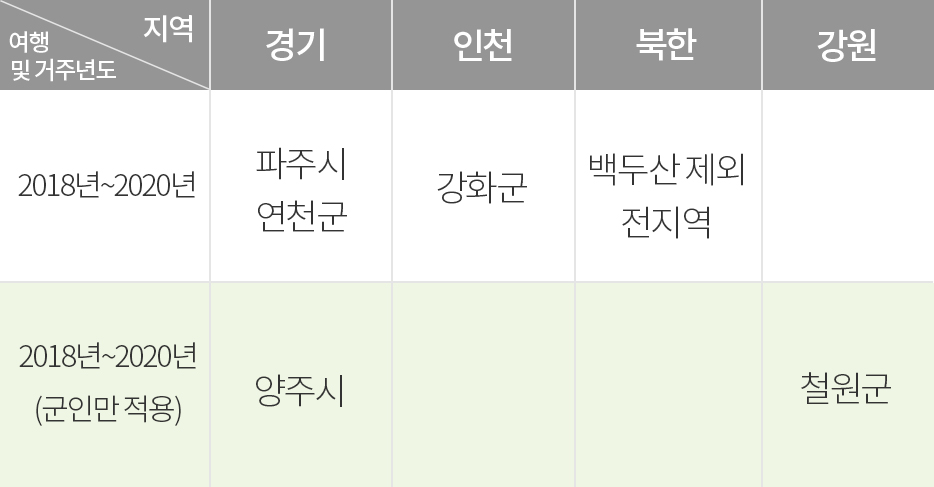 지역
여행
및 거주년도
경기
인천
북한
강원
2018년~2020년
파주시
연천군
강화군
백두산 제외
전지역
2018년~2020년
(군인만 적용)
양주시
철원군